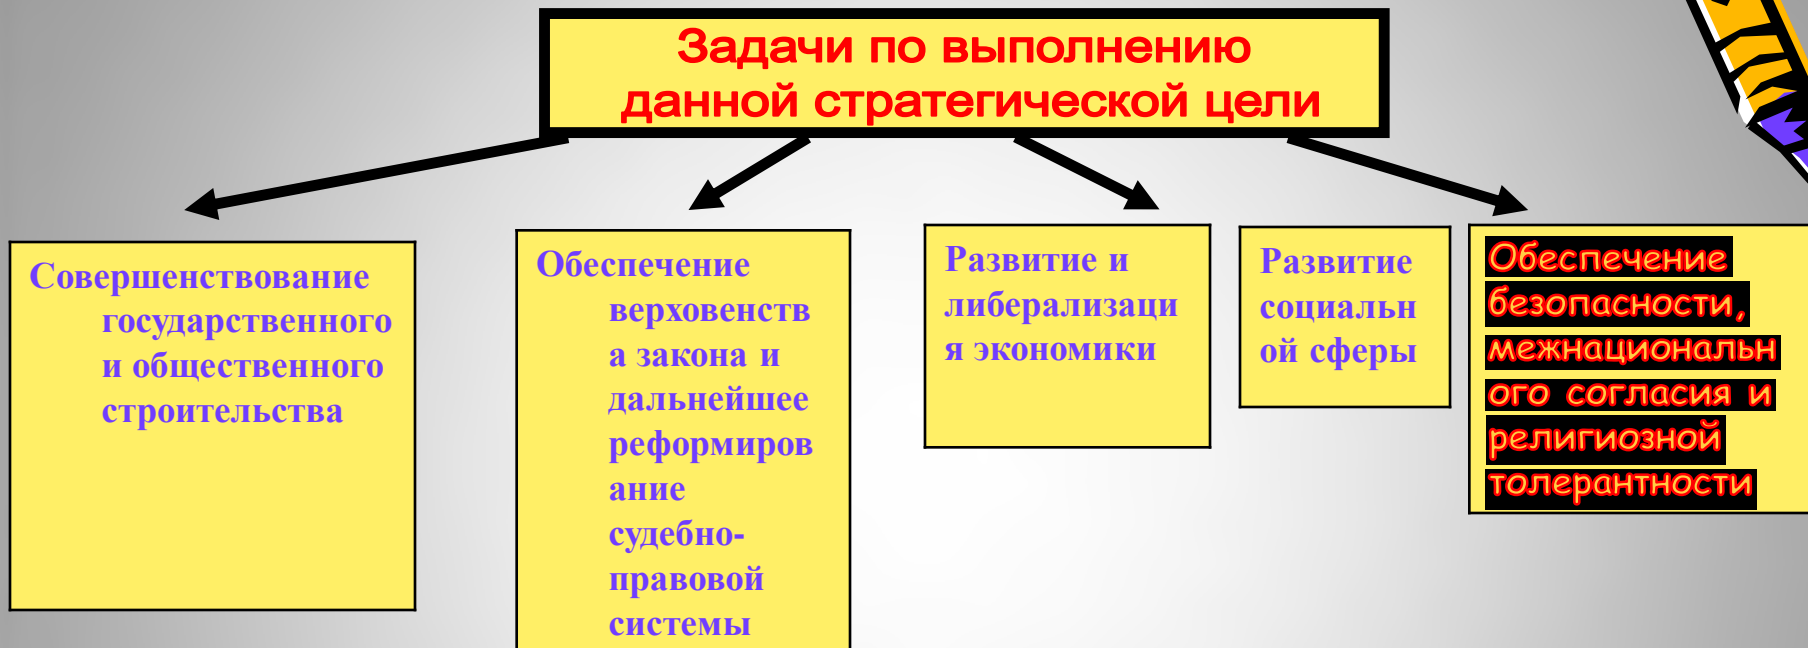 Задачи по выполнению
данной стратегической цели
Совершенствование
государственного
и общественного
строительства
Обеспечение
верховенств
а закона и
дальнейшее
реформиров
ание
судебно-
правовой
системы
Развитие и
либерализаци
я экономики
Развитие
социальн
ой сферы
Обеспечение
безопасности,
межнациональн
ого согласия и
религиозной
толерантности